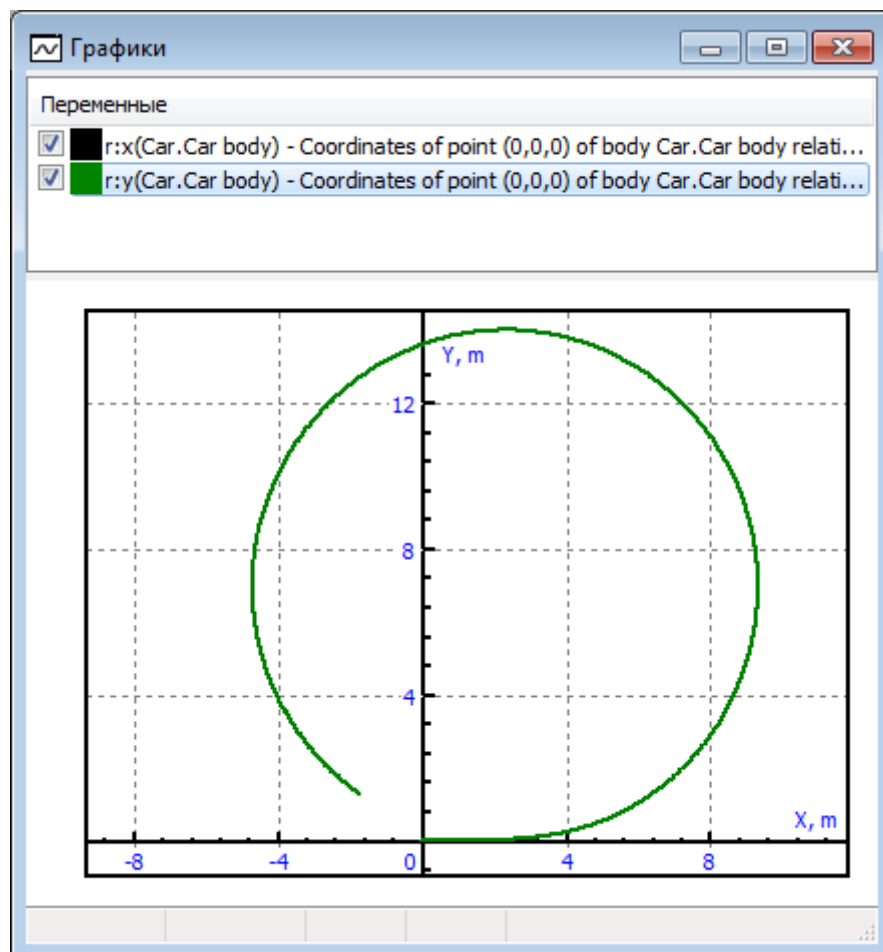 Графики
Переменные
r:x(Car.Car body) - Coordinates of point (0,0,0) of body Car.Car body relati...
r:y(Car.Car body) - Coordinates of point (0,0,0) of body Car.Car body relati...
Y, m
12
8
4
X, m
-8 -4 0 4 8